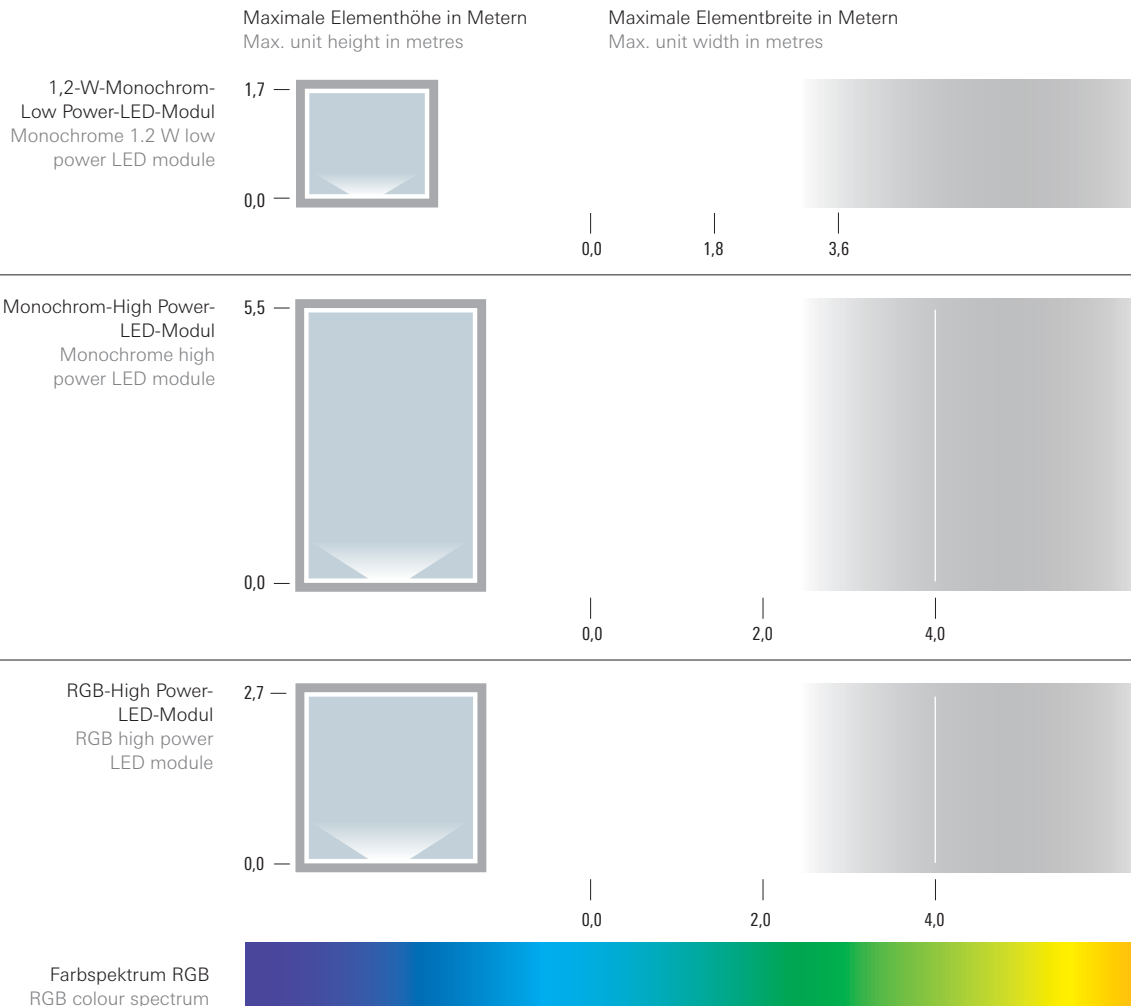 Maximale Elementhöhe in Metern
Max. unit height in metres
Maximale Elementbreite in Metern
Max. unit width in metres
1,2-W-Monochrom-
Low Power-LED-Modul
Monochrome 1.2 W low
power LED module
1,7
0,0
0,0
1,8
3,6
Monochrom-High Power-
LED-Modul
Monochrome high
power LED module
5,5
0,0
0,0
2,0
4,0
RGB-High Power-
LED-Modul
RGB high power
LED module
2,7
0,0
0,0
2,0
4,0
Farbspektrum RGB
RGB colour spectrum